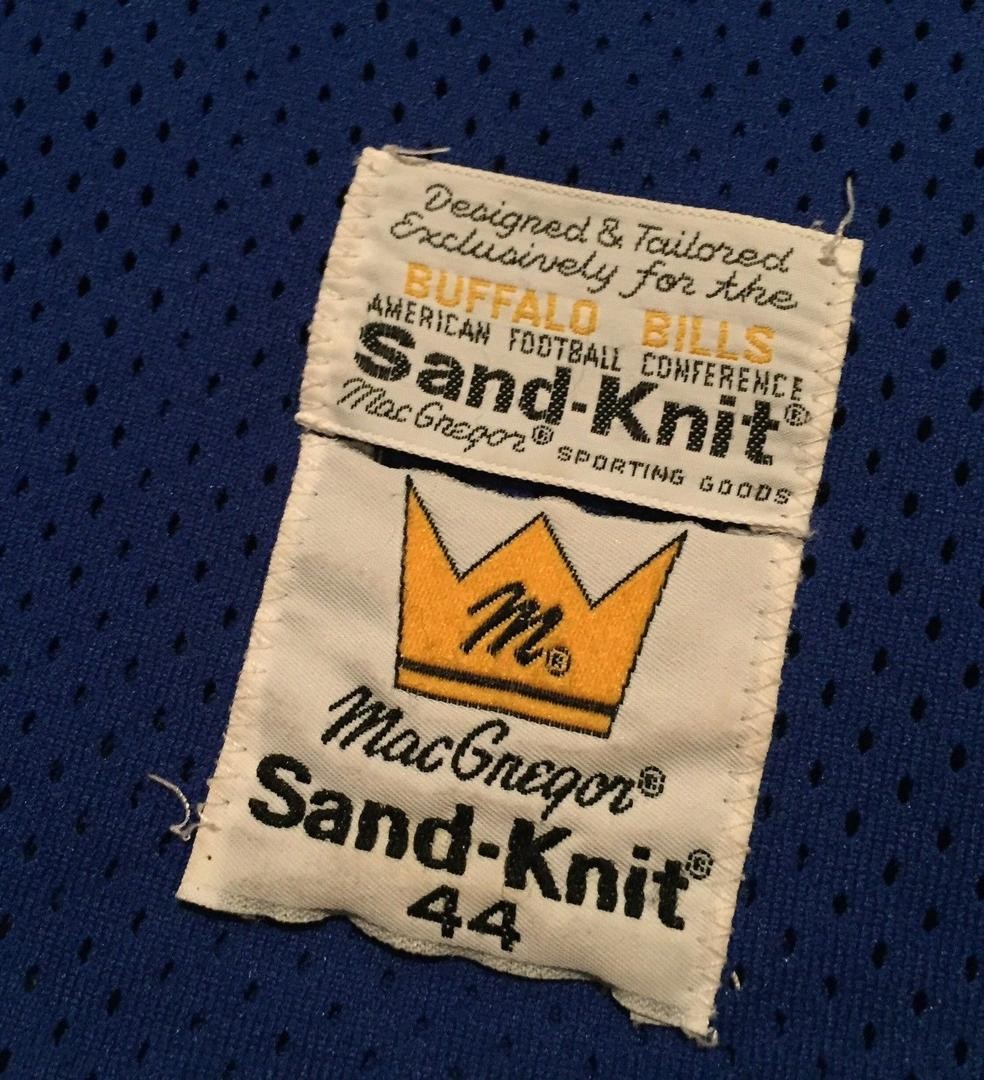 Designed & Tailored
Exclusively for the
BUFFALO BILLS
AMERICAN FOOTBALL CONFERENCE
Sand-Knit®
MacGregor® SPORTING GOODS
M®
MacGregor®
Sand-Knit®
44